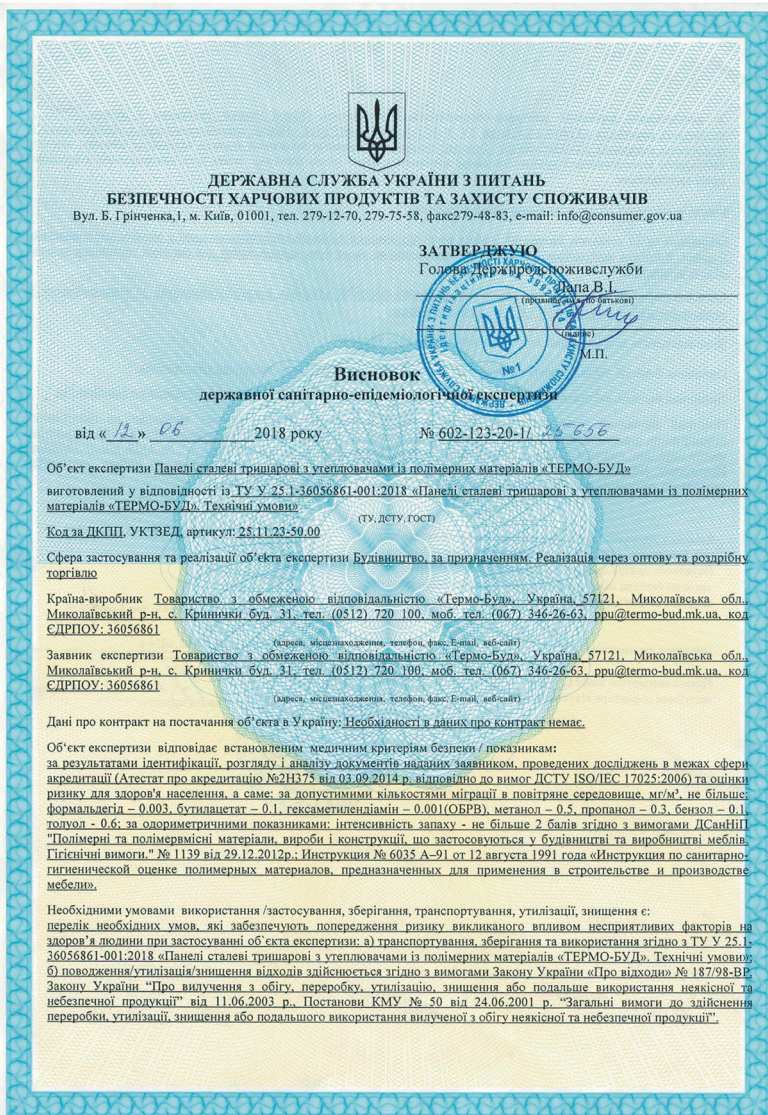 ДЕРЖАВНА СЛУЖБА УКРАЇНИ З ПИТАНЬ
БЕЗПЕЧНОСТІ ХАРЧОВИХ ПРОДУКТІВ ТА ЗАХИСТУ СПОЖИВАЧІВ
Вул. Б. Грінченка,1, м. Київ, 01001, тел. 279-12-70, 279-75-58, факс279-48-83, e-mail: info@consumer.gov.ua
ЗАТВЕРДЖУЮ
Голова Держпродспоживслужби
Лапа В.І.
(прізвище, ім'я, по батькові)
(підпис)
М.П.
№1
Висновок
державної санітарно-епідеміологічної експертизи
від «12» 06 2018 року № 602-123-20-1/ 25656
Об’єкт експертизи Панелі сталеві тришарові з утеплювачами із полімерних матеріалів «ТЕРМО-БУД»
виготовлений у відповідності із ТУ У 25.1-36056861-001:2018 «Панелі сталеві тришарові з утеплювачами із полімерних
матеріалів «ТЕРМО-БУД». Технічні умови»
(ТУ, ДСТУ, ГОСТ)
Код за ДКПП, УКТЗЕД, артикул: 25.11.23-50.00
Сфера застосування та реалізації об’єкта експертизи Будівництво, за призначенням. Реалізація через оптову та роздрібну
торгівлю
Країна-виробник Товариство з обмеженою відповідальністю «Термо-Буд», Україна, 57121, Миколаївська обл.,
Миколаївський р-н, с. Кринички буд. 31, тел. (0512) 720 100, моб. тел. (067) 346-26-63, ppu@termo-bud.mk.ua, код
ЄДРПОУ: 36056861
(адреса, місцезнаходження, телефон, факс, E-mail, веб-сайт)
Заявник експертизи Товариство з обмеженою відповідальністю «Термо-Буд», Україна, 57121, Миколаївська обл.,
Миколаївський р-н, с. Кринички буд. 31, тел. (0512) 720 100, моб. тел. (067) 346-26-63, ppu@termo-bud.mk.ua, код
ЄДРПОУ: 36056861
(адреса, місцезнаходження, телефон, факс, E-mail, веб-сайт)
Дані про контракт на постачання об’єкта в Україну: Необхідності в даних про контракт немає.
Об‘єкт експертизи відповідає встановленим медичним критеріям безпеки / показникам:
за результатами ідентифікації, розгляду і аналізу документів наданих заявником, проведених досліджень в межах сфери
акредитації (Атестат про акредитацію №2Н375 від 03.09.2014 р. відповідно до вимог ДСТУ ISO/IEC 17025:2006) та оцінки
ризику для здоров'я населення, а саме: за допустимими кількостями міграції в повітряне середовище, мг/м³, не більше:
формальдегід – 0.003, бутилацетат – 0.1, гексаметилендіамін – 0.001(ОБРВ), метанол – 0.5, пропанол – 0.3, бензол – 0.1,
толуол - 0.6; за одориметричними показниками: інтенсивність запаху - не більше 2 балів згідно з вимогами ДСанНіП
"Полімерні та полімервмісні матеріали, вироби і конструкції, що застосовуються у будівництві та виробництві меблів.
Гігієнічні вимоги." № 1139 від 29.12.2012р.; Инструкция № 6035 А–91 от 12 августа 1991 года «Инструкция по санитарно-
гигиенической оценке полимерных материалов, предназначенных для применения в строительстве и производстве
мебели».
Необхідними умовами використання /застосування, зберігання, транспортування, утилізації, знищення є:
перелік необхідних умов, які забезпечують попередження ризику викликаного впливом несприятливих факторів на
здоров’я людини при застосуванні об`єкта експертизи: а) транспортування, зберігання та використання згідно з ТУ У 25.1-
36056861-001:2018 «Панелі сталеві тришарові з утеплювачами із полімерних матеріалів «ТЕРМО-БУД». Технічні умови»;
б) поводження/утилізація/знищення відходів здійснюється згідно з вимогами Закону України «Про відходи» № 187/98-ВР,
Закону України “Про вилучення з обігу, переробку, утилізацію, знищення або подальше використання неякісної та
небезпечної продукції” від 11.06.2003 р., Постанови КМУ № 50 від 24.06.2001 р. “Загальні вимоги до здійснення
переробки, утилізації, знищення або подальшого використання вилученої з обігу неякісної та небезпечної продукції”.